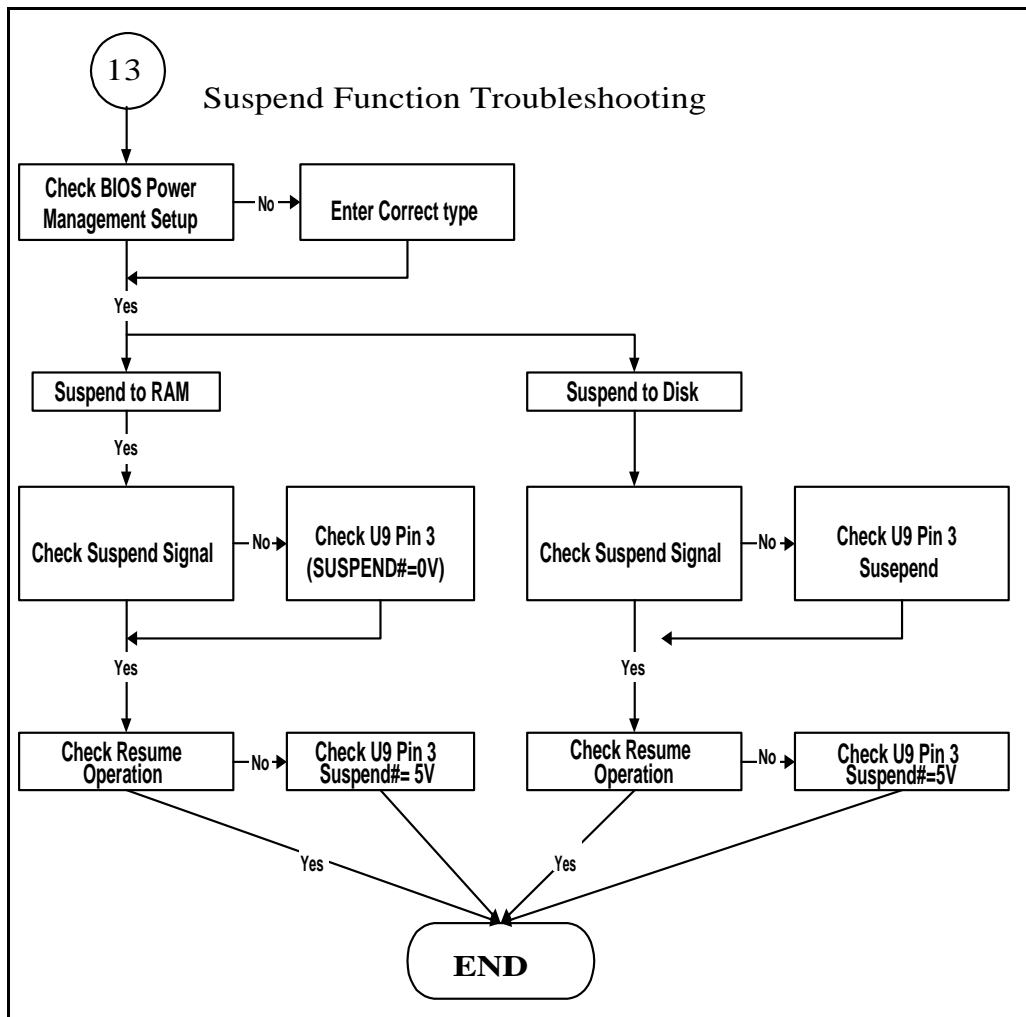 13
Suspend Function Troubleshooting
Check BIOS Power
Management Setup
No
Enter Correct type
Yes
Suspend to RAM
Suspend to Disk
Yes
Check Suspend Signal
No
Check U9 Pin 3
(SUSPEND#=0V)
Check Suspend Signal
No
Check U9 Pin 3
Susepend
Yes
Yes
Check Resume
Operation
No
Check U9 Pin 3
Suspend#= 5V
Check Resume
Operation
No
Check U9 Pin 3
Suspend#=5V
Yes
Yes
END